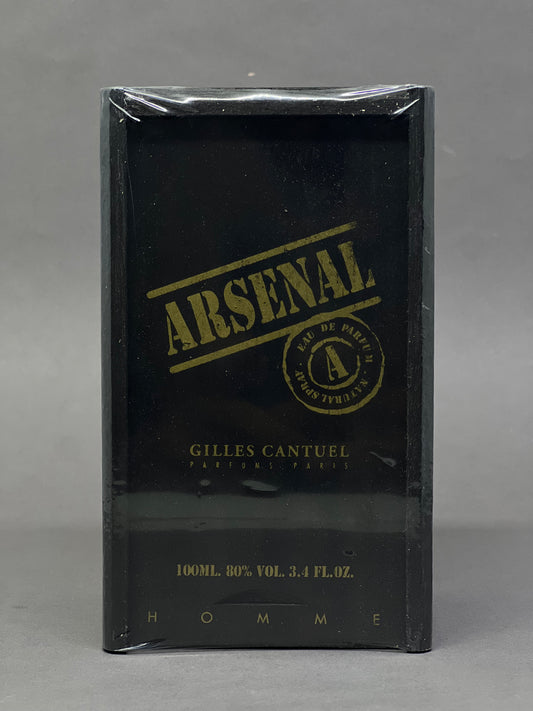 ARSENAL
EAU DE PARFUM · NATURAL SPRAY ·
A
GILLES CANTUEL
PARFUMS PARIS
100ML. 80% VOL. 3.4 FL.OZ.
HOMME